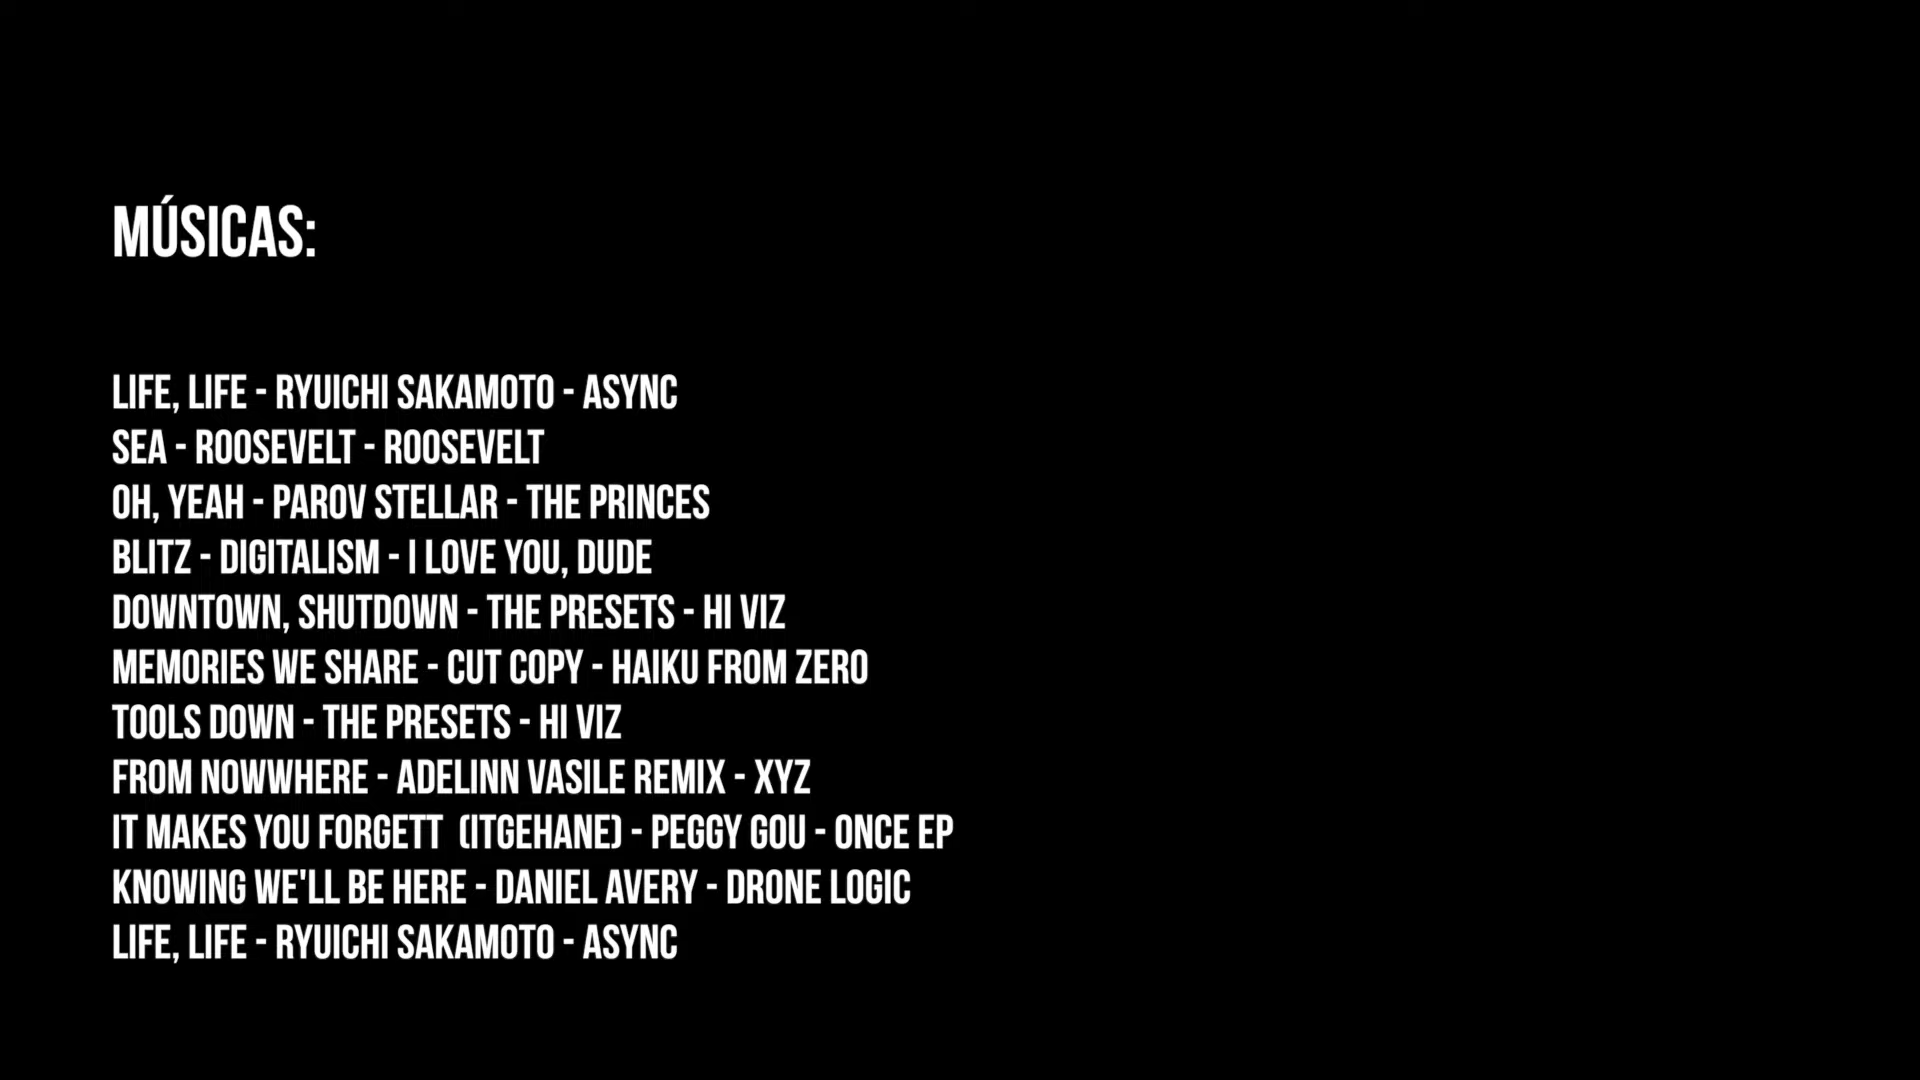 MÚSICAS:
LIFE, LIFE - RYUICHI SAKAMOTO - ASYNC
SEA - ROOSEVELT - ROOSEVELT
OH, YEAH - PAROV STELLAR - THE PRINCES
BLITZ - DIGITALISM - I LOVE YOU, DUDE
DOWNTOWN, SHUTDOWN - THE PRESETS - HI VIZ
MEMORIES WE SHARE - CUT COPY - HAIKU FROM ZERO
TOOLS DOWN - THE PRESETS - HI VIZ
FROM NOWWHERE - ADELINN VASILE REMIX - XYZ
IT MAKES YOU FORGETT (ITGEHANE) - PEGGY GOU - ONCE EP
KNOWING WE'LL BE HERE - DANIEL AVERY - DRONE LOGIC
LIFE, LIFE - RYUICHI SAKAMOTO - ASYNC